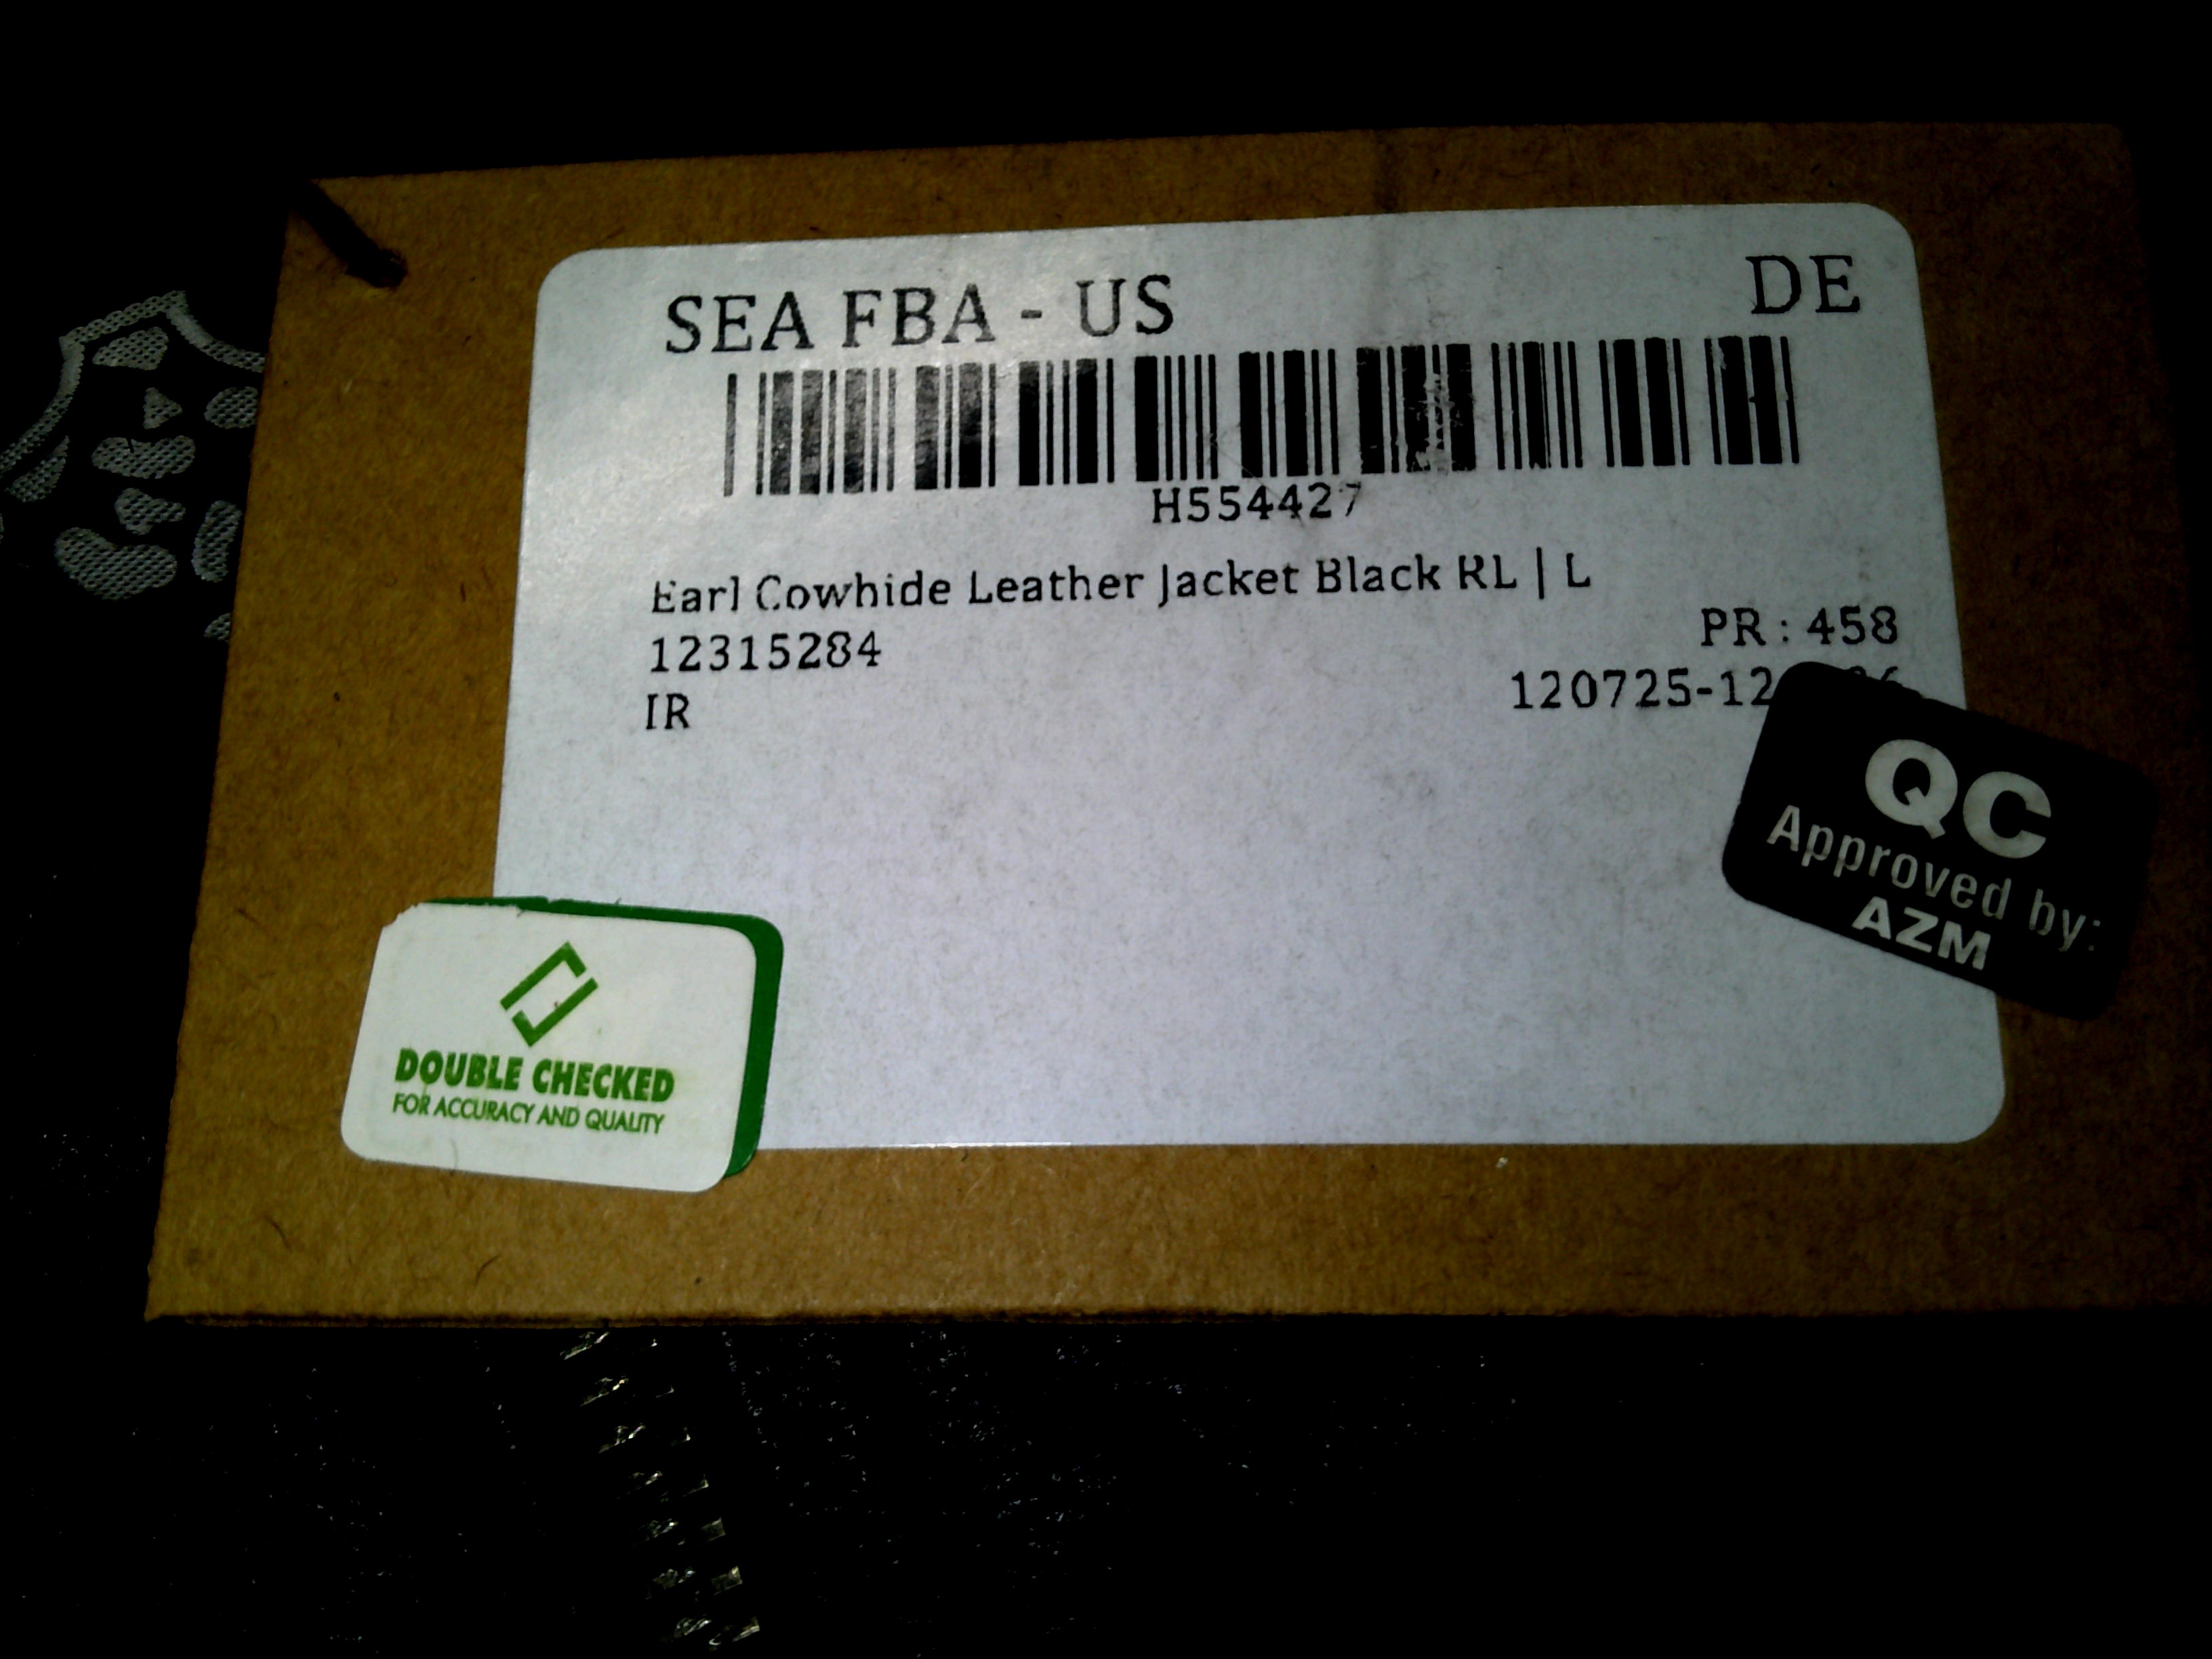 SEA FBA - US DE
H554427
Earl Cowhide Leather Jacket Black RL | L
12315284 PR : 458
IR
QC
Approved by:
AZM
DOUBLE CHECKED
FOR ACCURACY AND QUALITY